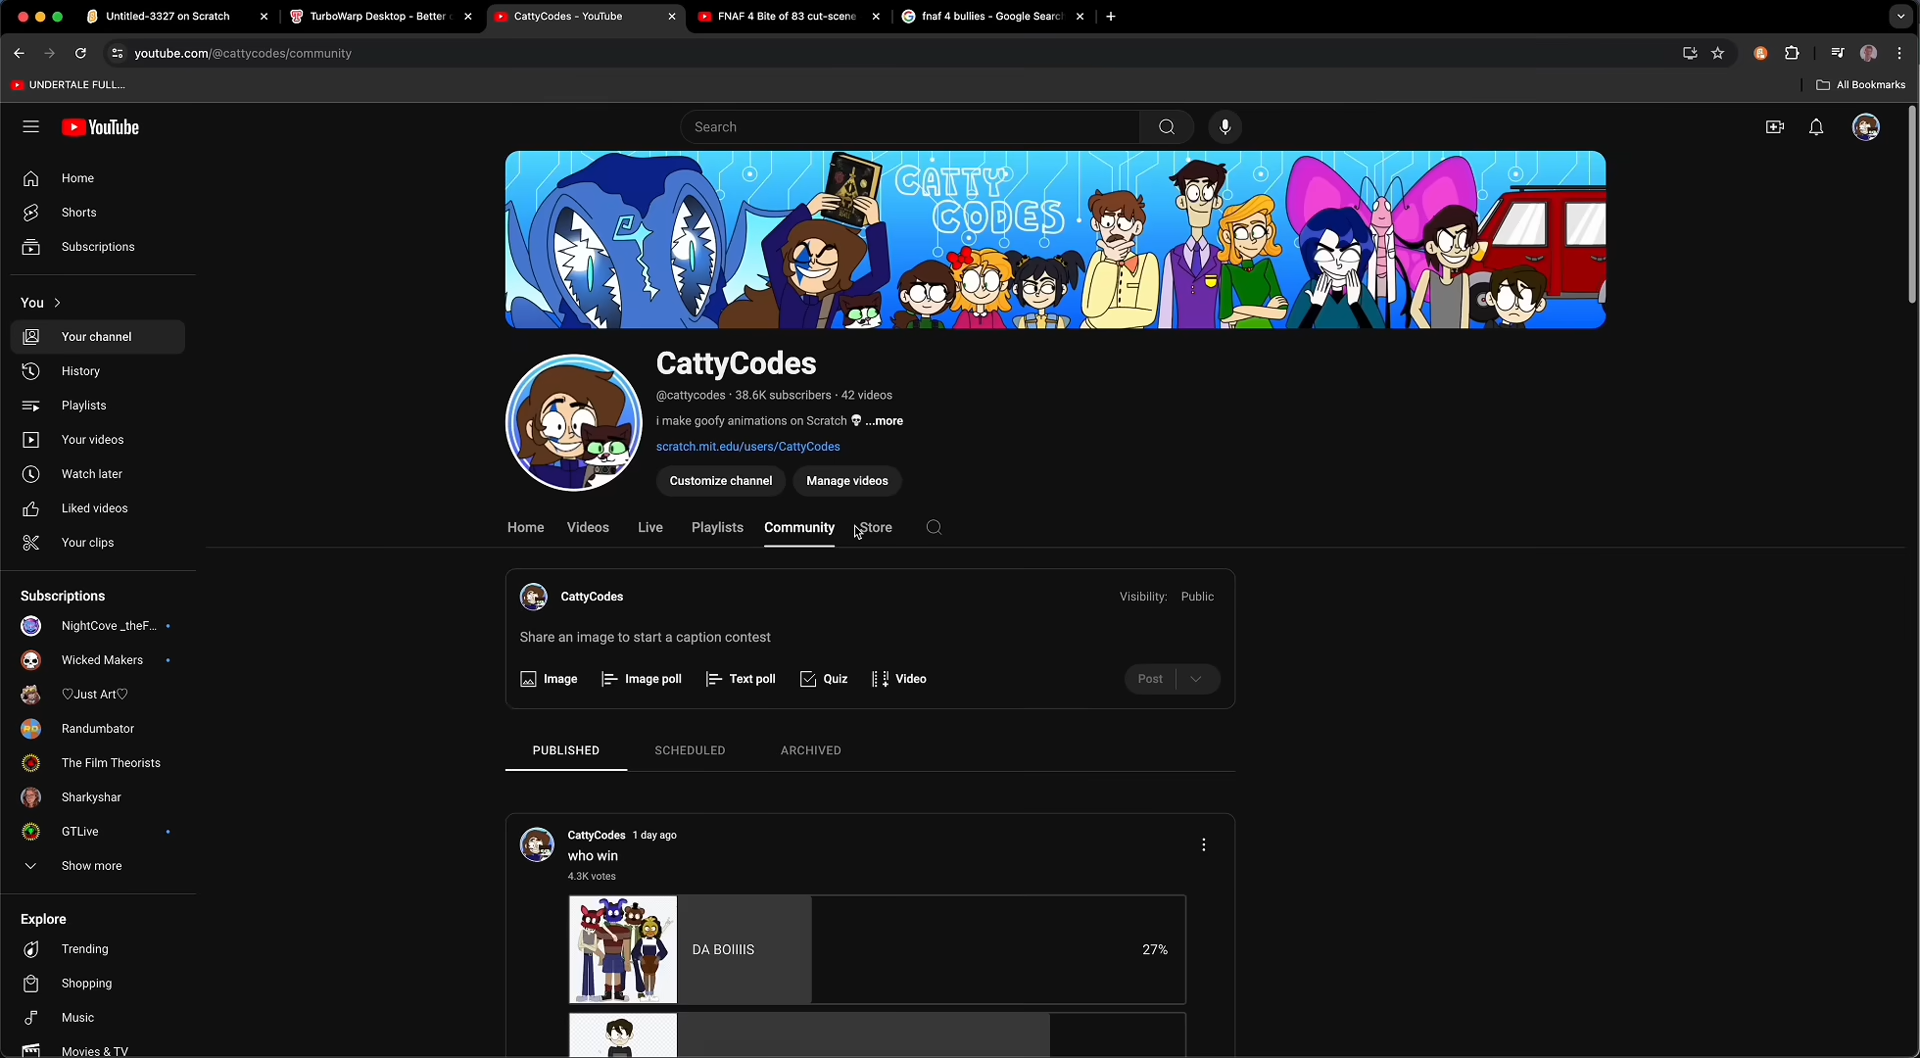 Untitled-3327 on Scratch
TurboWarp Desktop - Better
CattyCodes - YouTube
FNAF 4 Bite of 83 cut-scene
fnaf 4 bullies - Google Search
youtube.com/@cattycodes/community
UNDERTALE FULL...
All Bookmarks
YouTube
Search
CATTY
CODES
Home
Shorts
Subscriptions
You
Your channel
History
Playlists
Your videos
Watch later
Liked videos
Your clips
Subscriptions
NightCove _theF...
Wicked Makers
♡Just Art♡
Randumbator
The Film Theorists
Sharkyshar
GTLive
Show more
Explore
Trending
Shopping
Music
Movies & TV
CattyCodes
@cattycodes · 38.6K subscribers · 42 videos
i make goofy animations on Scratch 💀 ...more
scratch.mit.edu/users/CattyCodes
Customize channel Manage videos
Home Videos Live Playlists Community Store
CattyCodes Visibility: Public
Share an image to start a caption contest
Image Image poll Text poll Quiz Video Post
PUBLISHED SCHEDULED ARCHIVED
CattyCodes 1 day ago
who win
4.3K votes
DA BOIIIIS 27%